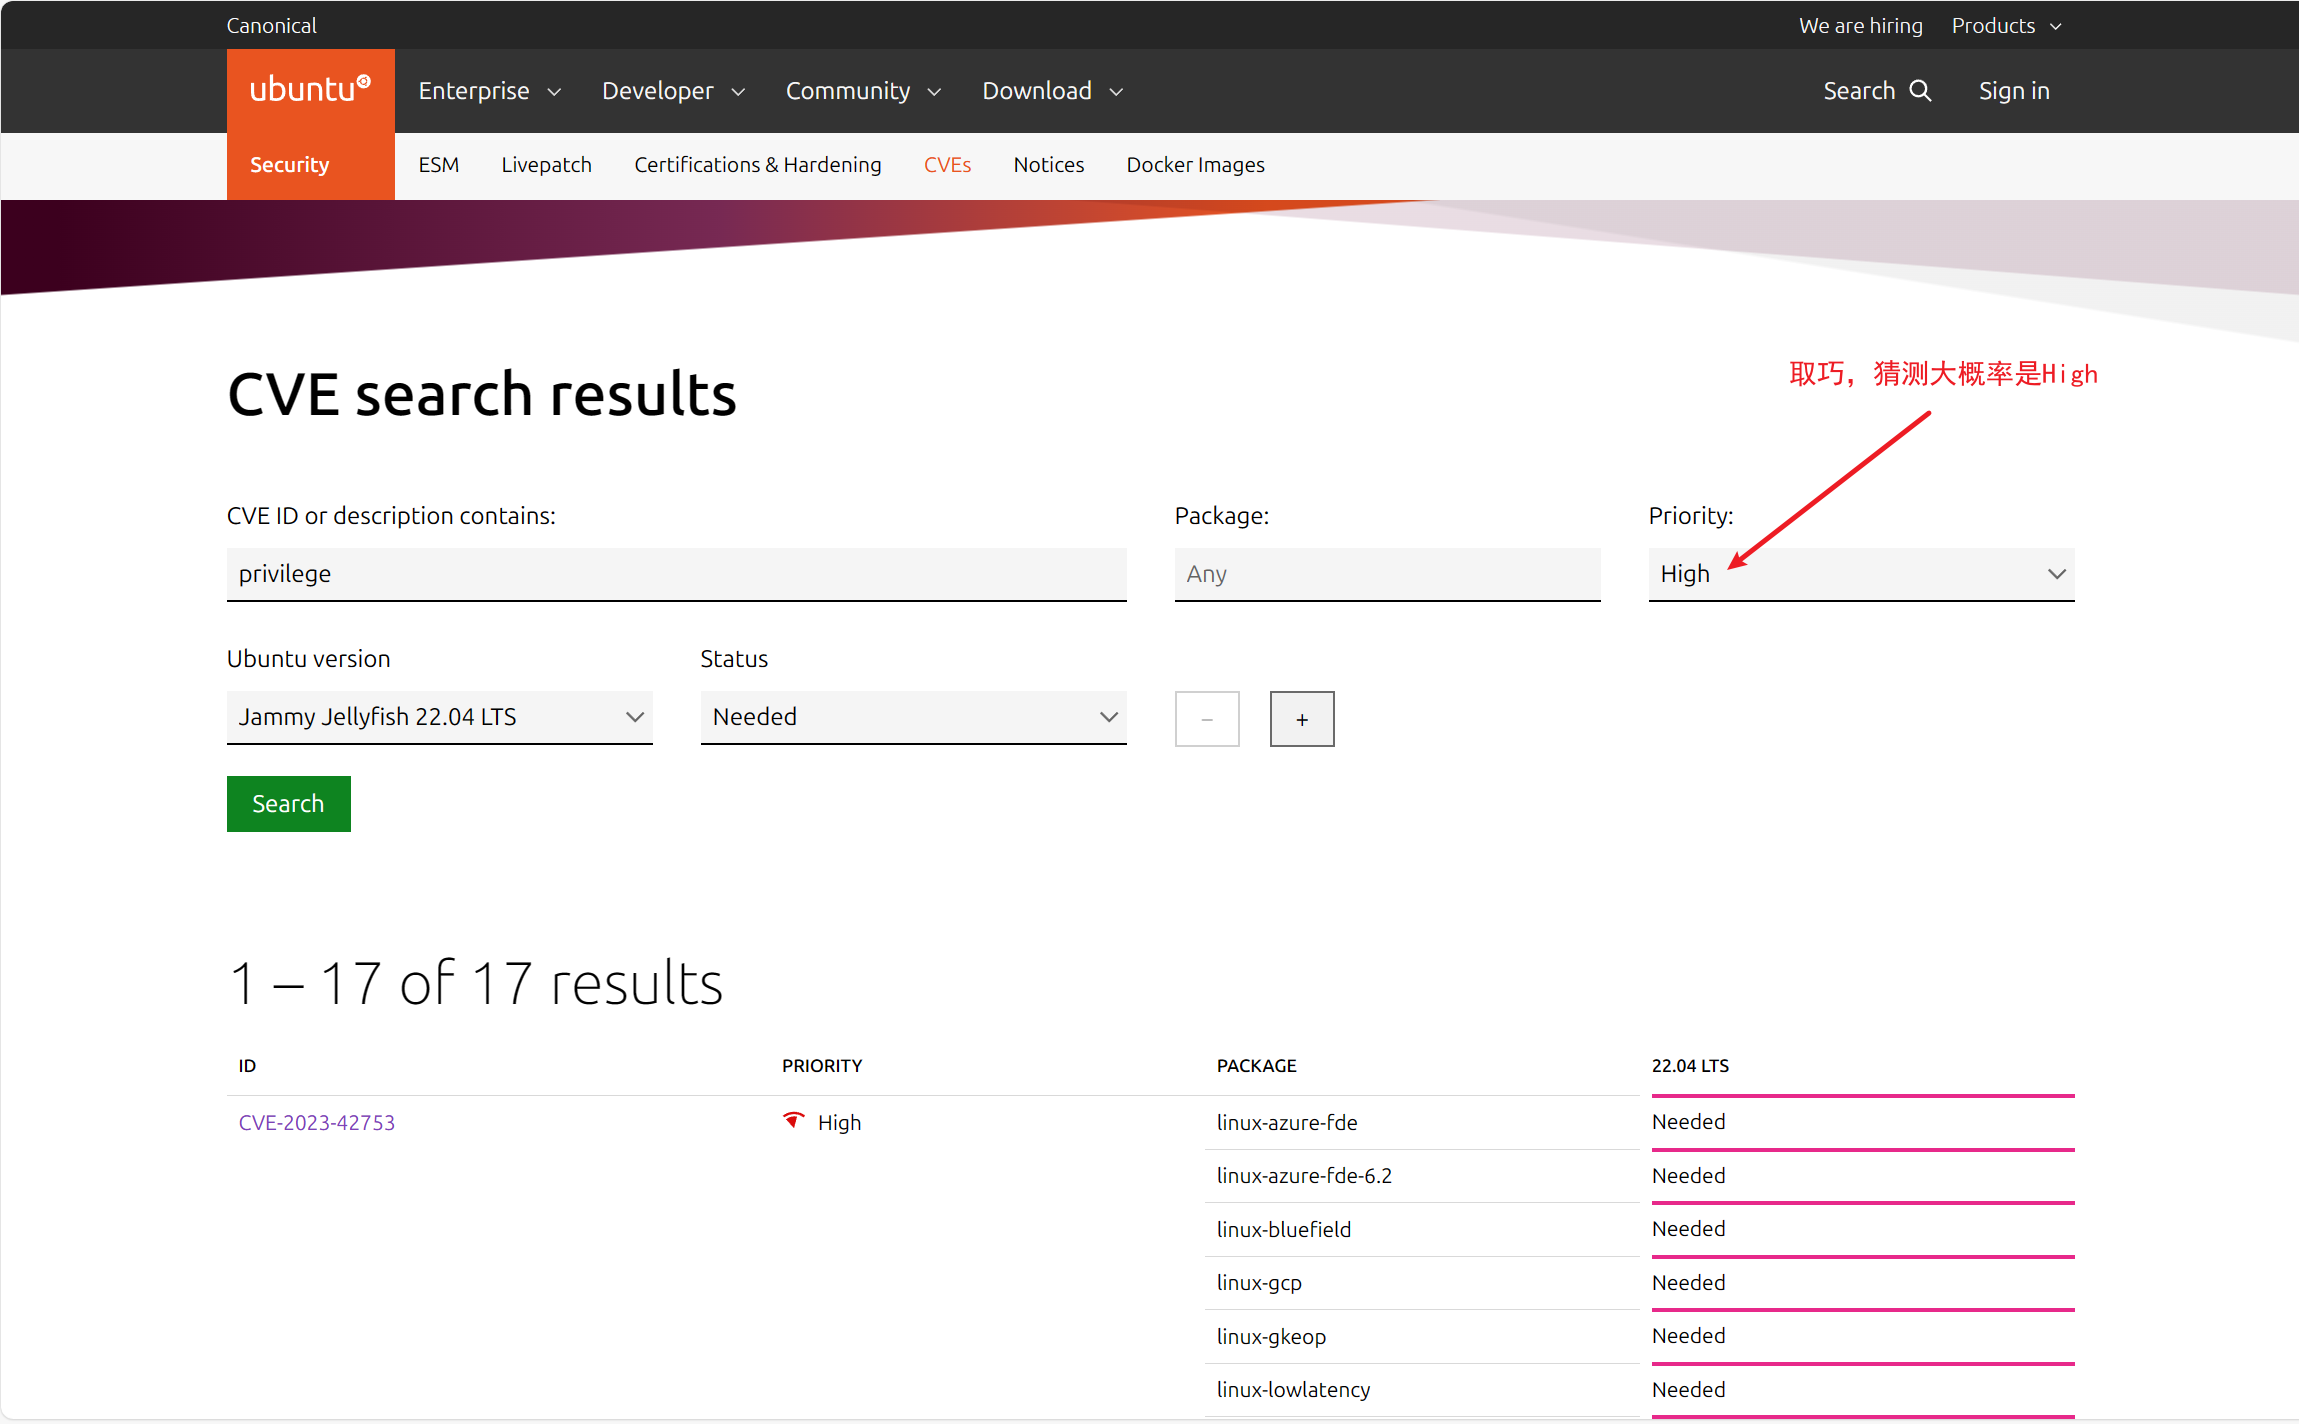 Canonical
We are hiring Products
ubuntu Enterprise Developer Community Download Search Sign in
Security ESM Livepatch Certifications & Hardening CVEs Notices Docker Images
取巧，猜测大概率是High
CVE search results
CVE ID or description contains: Package: Priority:
privilege Any High
Ubuntu version Status
Jammy Jellyfish 22.04 LTS Needed − +
Search
1 – 17 of 17 results
ID PRIORITY PACKAGE 22.04 LTS
CVE-2023-42753 High linux-azure-fde Needed
linux-azure-fde-6.2 Needed
linux-bluefield Needed
linux-gcp Needed
linux-gkeop Needed
linux-lowlatency Needed